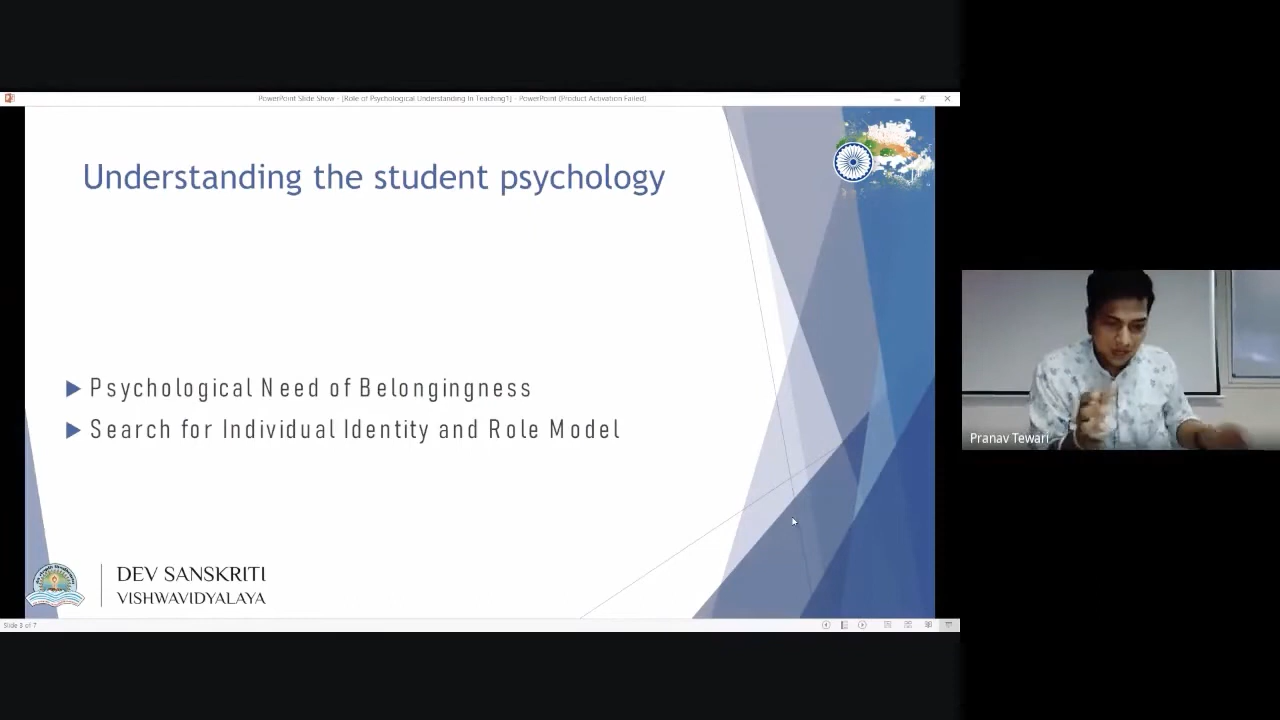 PowerPoint Slide Show - [Role of Psychological Understanding In Teaching1] - PowerPoint (Product Activation Failed)
Understanding the student psychology
Psychological Need of Belongingness
Search for Individual Identity and Role Model
Pranav Tewari
DEV SANSKRITI
VISHWAVIDYALAYA
Slide 3 of 7